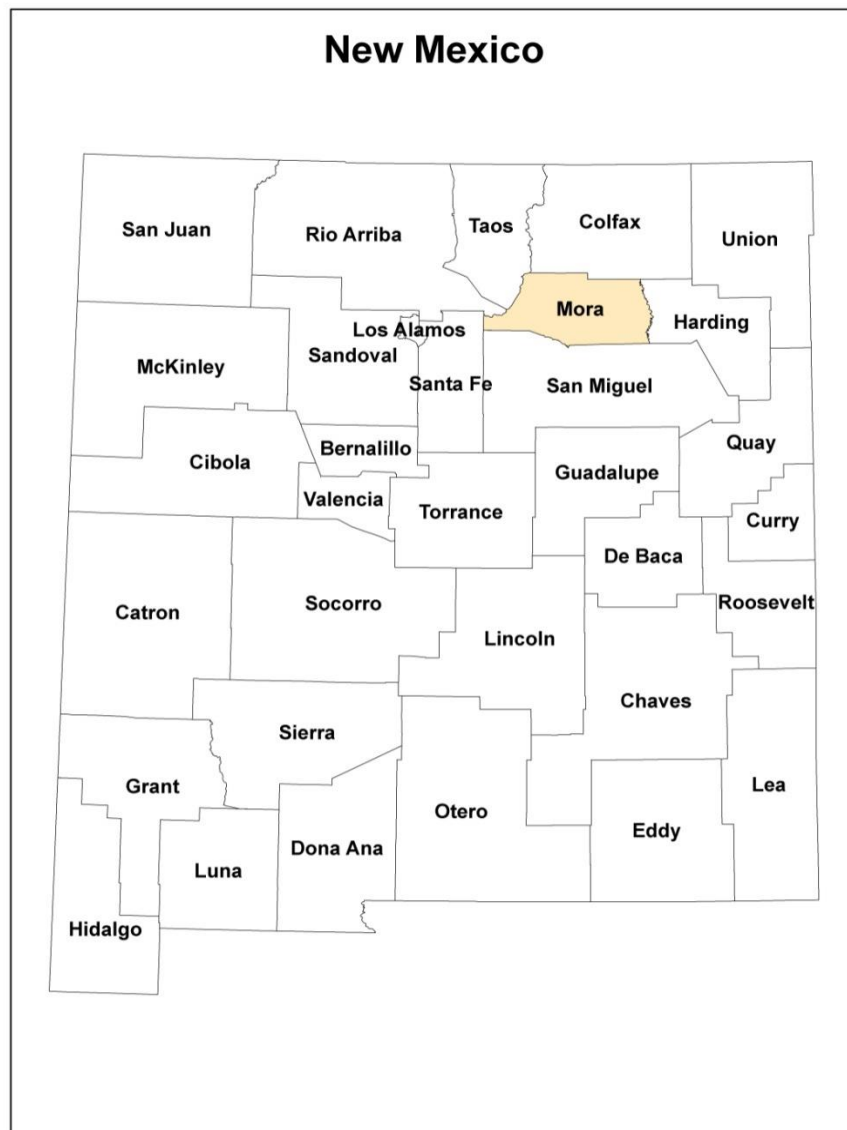 New Mexico
San Juan
Rio Arriba
Taos
Colfax
Union
Mora
Harding
Los Alamos
Sandoval
McKinley
Santa Fe
San Miguel
Quay
Bernalillo
Cibola
Guadalupe
Valencia
Torrance
Curry
De Baca
Roosevelt
Catron
Socorro
Lincoln
Chaves
Sierra
Grant
Lea
Otero
Eddy
Dona Ana
Luna
Hidalgo